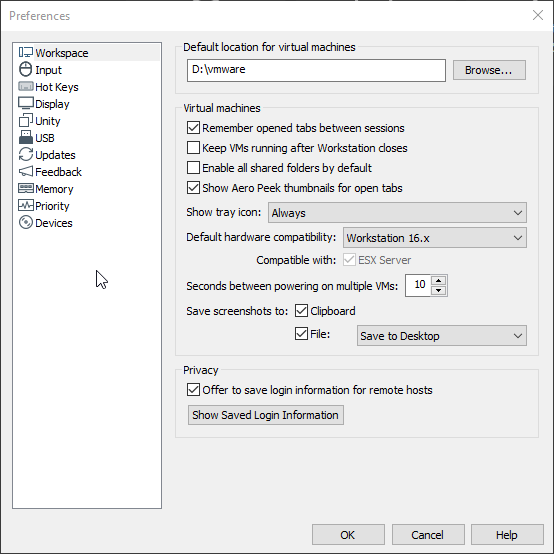 Preferences
Workspace
Input
Hot Keys
Display
Unity
USB
Updates
Feedback
Memory
Priority
Devices
Default location for virtual machines
D:\vmware
Browse...
Virtual machines
Remember opened tabs between sessions
Keep VMs running after Workstation closes
Enable all shared folders by default
Show Aero Peek thumbnails for open tabs
Show tray icon: Always
Default hardware compatibility: Workstation 16.x
Compatible with: ESX Server
Seconds between powering on multiple VMs: 10
Save screenshots to: Clipboard
File: Save to Desktop
Privacy
Offer to save login information for remote hosts
Show Saved Login Information
OK Cancel Help